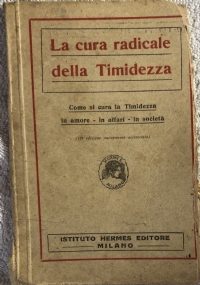 La cura radicale
della Timidezza
Come si cura la Timidezza
in amore - in affari - in società
ISTITUTO HERMES EDITORE
MILANO